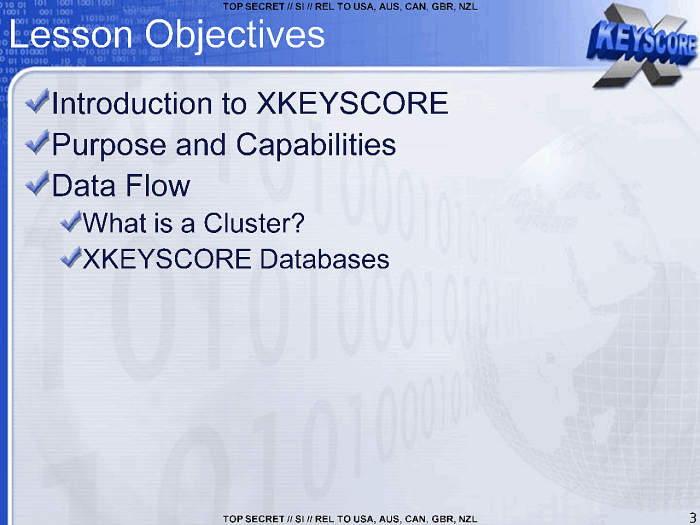 TOP SECRET // SI // REL TO USA, AUS, CAN, GBR, NZL
Lesson Objectives
X KEYSCORE
Introduction to XKEYSCORE
Purpose and Capabilities
Data Flow
What is a Cluster?
XKEYSCORE Databases
TOP SECRET // SI // REL TO USA, AUS, CAN, GBR, NZL
3